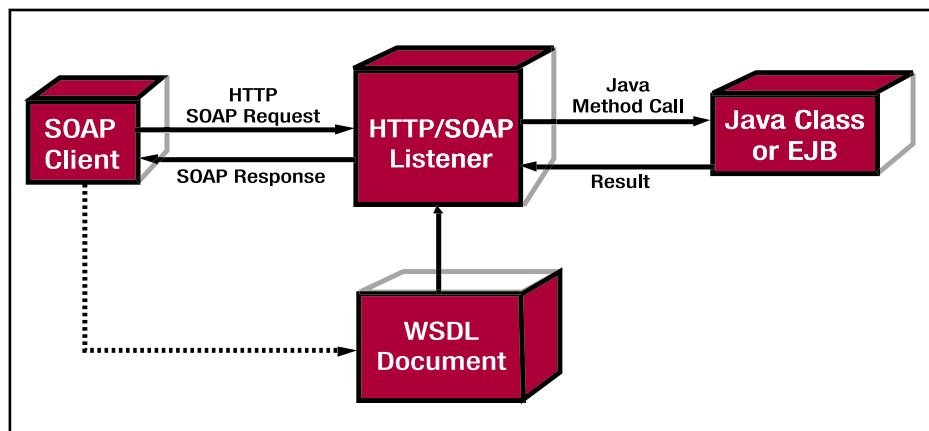 HTTP
SOAP Request
SOAP
Client
SOAP Response
HTTP/SOAP
Listener
Java
Method Call
Java Class
or EJB
Result
WSDL
Document